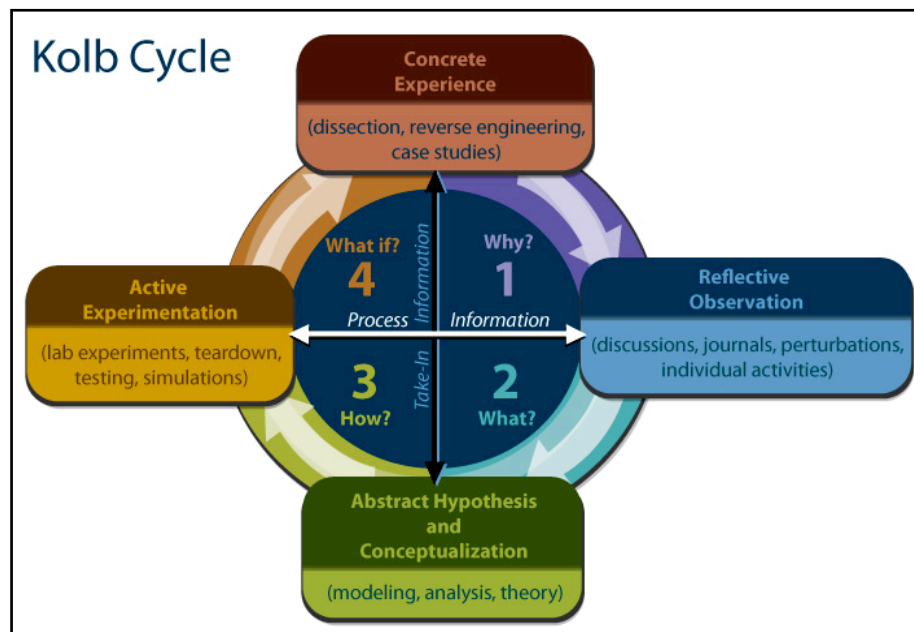 Kolb Cycle
Concrete
Experience
(dissection, reverse engineering,
case studies)
What if?
4
Why?
1
Active
Experimentation
(lab experiments, teardown,
testing, simulations)
Reflective
Observation
(discussions, journals, perturbations,
individual activities)
Process Information
Take-In Information
3
How?
2
What?
Abstract Hypothesis
and
Conceptualization
(modeling, analysis, theory)